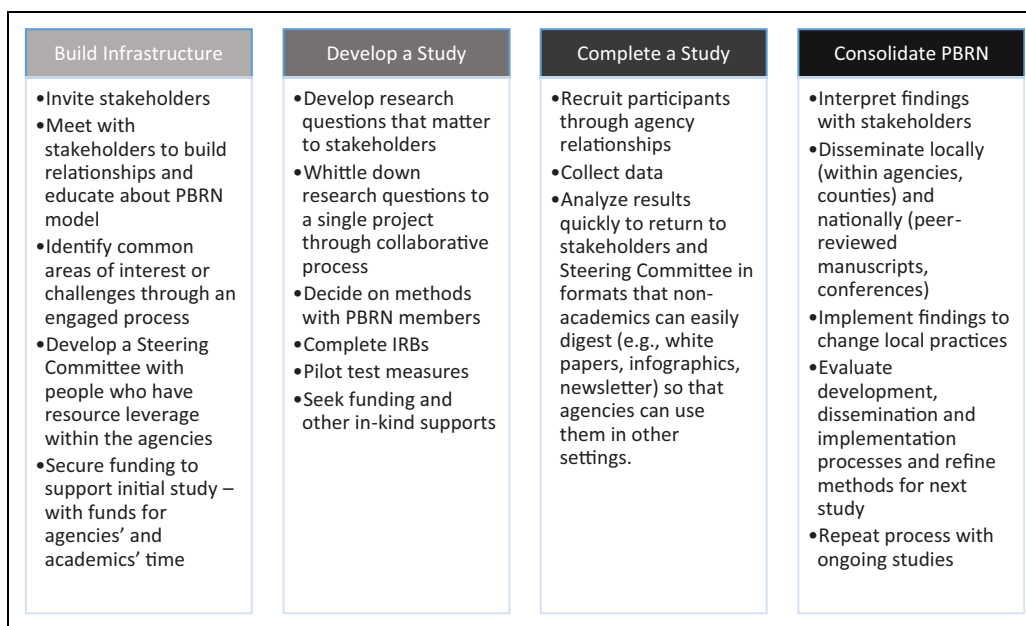 Build Infrastructure
•Invite stakeholders
•Meet with
stakeholders to build
relationships and
educate about PBRN
model
•Identify common
areas of interest or
challenges through an
engaged process
•Develop a Steering
Committee with
people who have
resource leverage
within the agencies
•Secure funding to
support initial study –
with funds for
agencies’ and
academics’ time
Develop a Study
•Develop research
questions that matter
to stakeholders
•Whittle down
research questions to
a single project
through collaborative
process
•Decide on methods
with PBRN members
•Complete IRBs
•Pilot test measures
•Seek funding and
other in-kind supports
Complete a Study
•Recruit participants
through agency
relationships
•Collect data
•Analyze results
quickly to return to
stakeholders and
Steering Committee in
formats that non-
academics can easily
digest (e.g., white
papers, infographics,
newsletter) so that
agencies can use
them in other
settings.
Consolidate PBRN
•Interpret findings
with stakeholders
•Disseminate locally
(within agencies,
counties) and
nationally (peer-
reviewed
manuscripts,
conferences)
•Implement findings to
change local practices
•Evaluate
development,
dissemination and
implementation
processes and refine
methods for next
study
•Repeat process with
ongoing studies